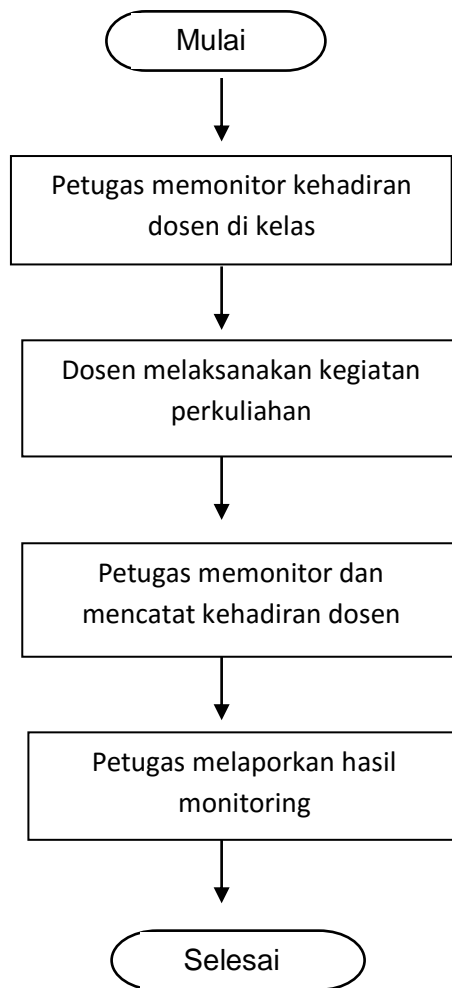 Mulai
Petugas memonitor kehadiran
dosen di kelas
Dosen melaksanakan kegiatan
perkuliahan
Petugas memonitor dan
mencatat kehadiran dosen
Petugas melaporkan hasil
monitoring
Selesai